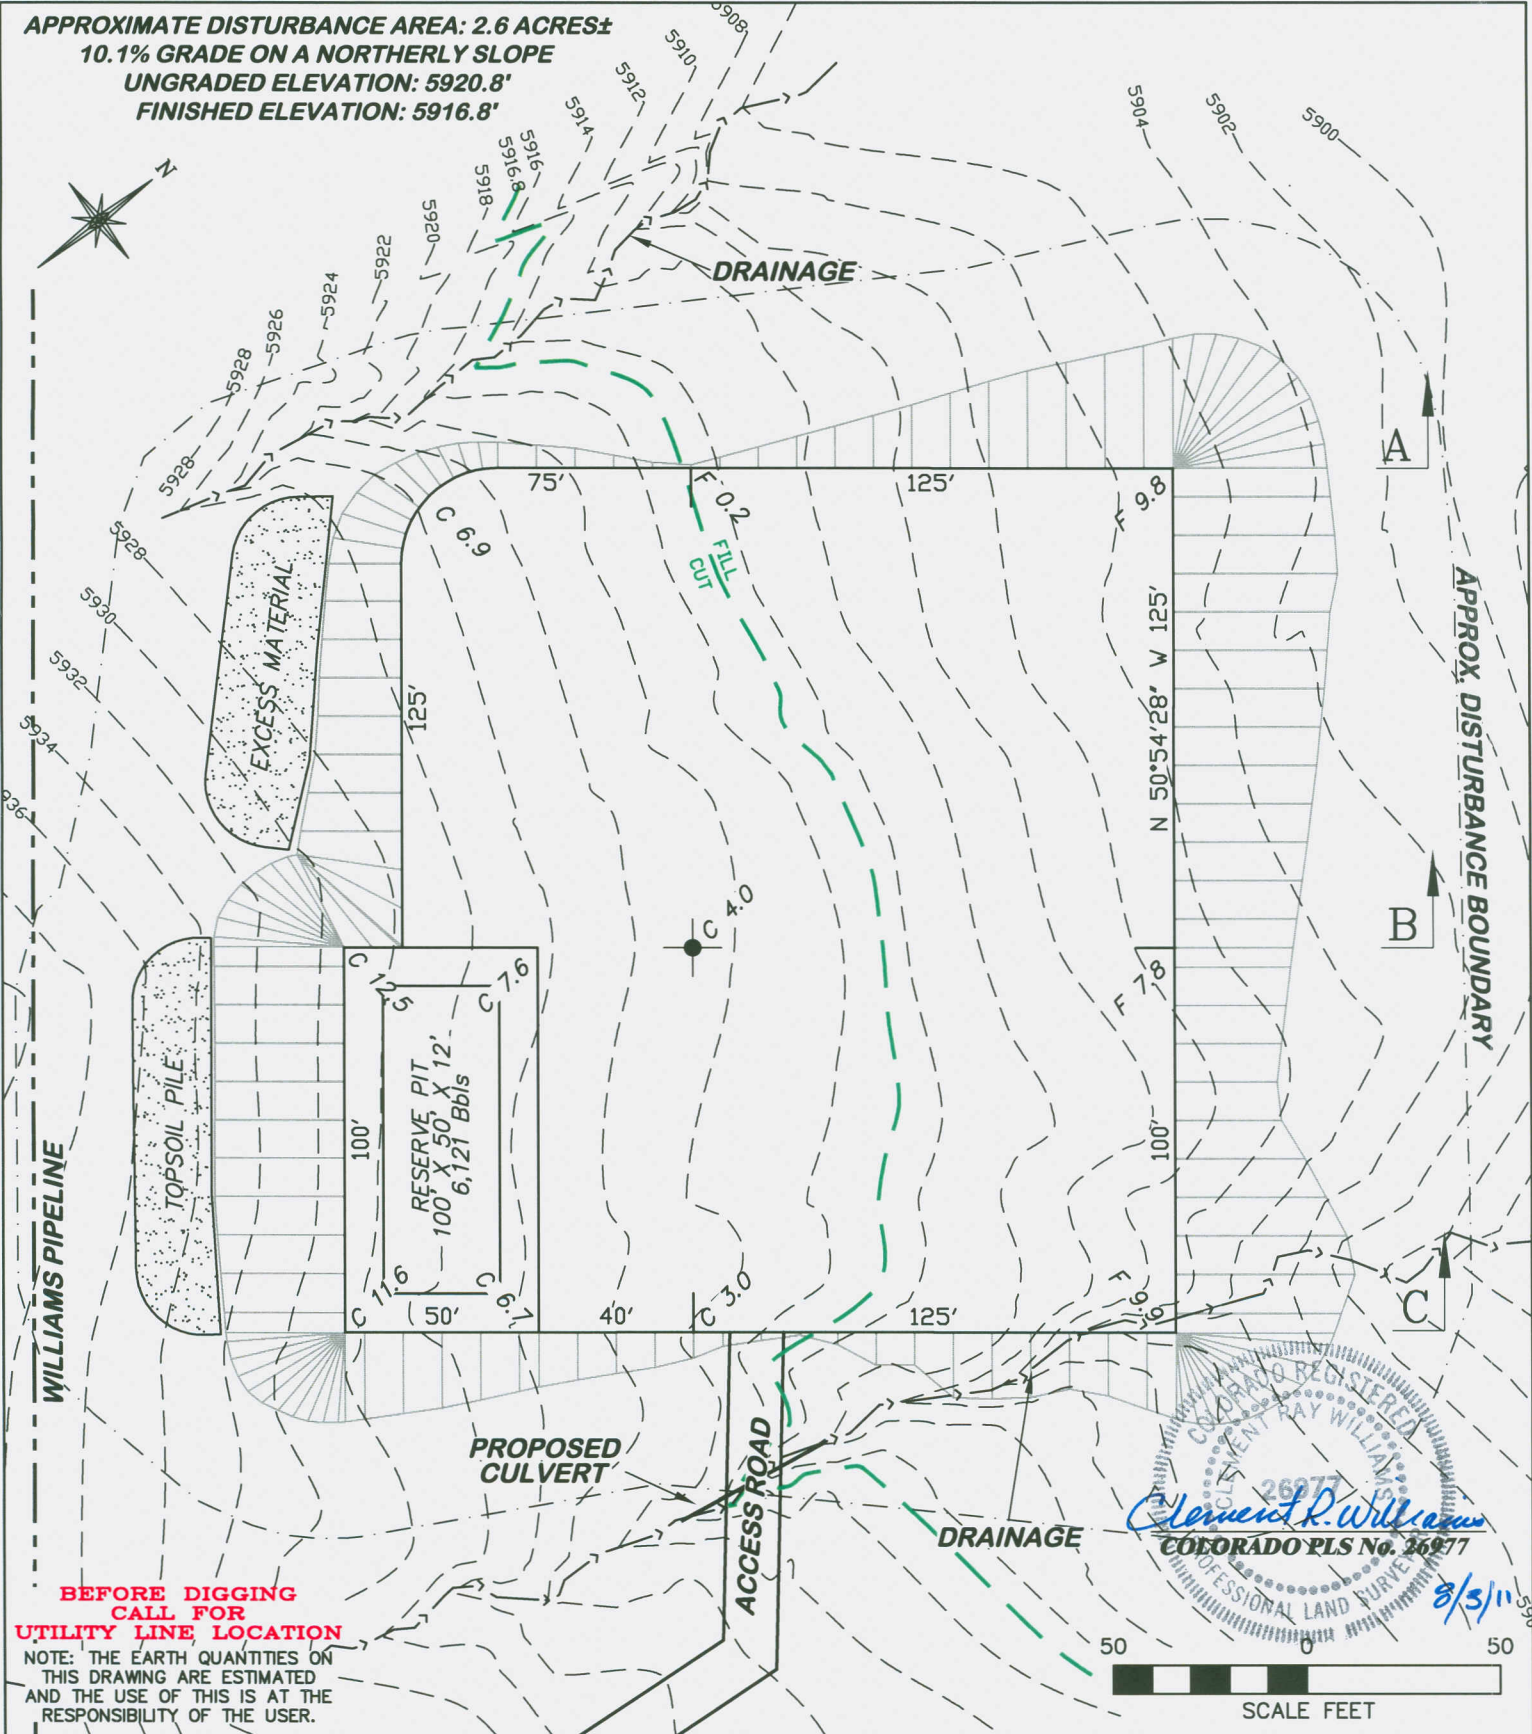 APPROXIMATE DISTURBANCE AREA: 2.6 ACRES±
10.1% GRADE ON A NORTHERLY SLOPE
UNGRADED ELEVATION: 5920.8'
FINISHED ELEVATION: 5916.8'
N
5908
5910
5912
5914
5916
5916.8
5918
5920
5922
5924
5926
5928
5928
5928
5930
5932
5934
5904
5902
5900
DRAINAGE
A
75'
F 0.2
125'
F 9.8
C 6.9
FILL
CUT
EXCESS MATERIAL
125'
N 50°54'28" W 125'
APPROX. DISTURBANCE BOUNDARY
B
C 4.0
C 12.5
C 7.6
F 7.8
TOPSOIL PILE
100'
RESERVE PIT
100' X 50' X 12'
6,121 Bbls
100'
WILLIAMS PIPELINE
C 11.6
C 6.7
50'
40'
C 3.0
125'
F 9.9
C
PROPOSED
CULVERT
ACCESS ROAD
DRAINAGE
COLORADO REGISTERED
CLEMENT RAY WILLIAMS
26977
PROFESSIONAL LAND SURVEYOR
Clement R. Williams
COLORADO PLS No. 26977
8/3/11
BEFORE DIGGING
CALL FOR
UTILITY LINE LOCATION
NOTE: THE EARTH QUANTITIES ON
THIS DRAWING ARE ESTIMATED
AND THE USE OF THIS IS AT THE
RESPONSIBILITY OF THE USER.
50 0 50
SCALE FEET